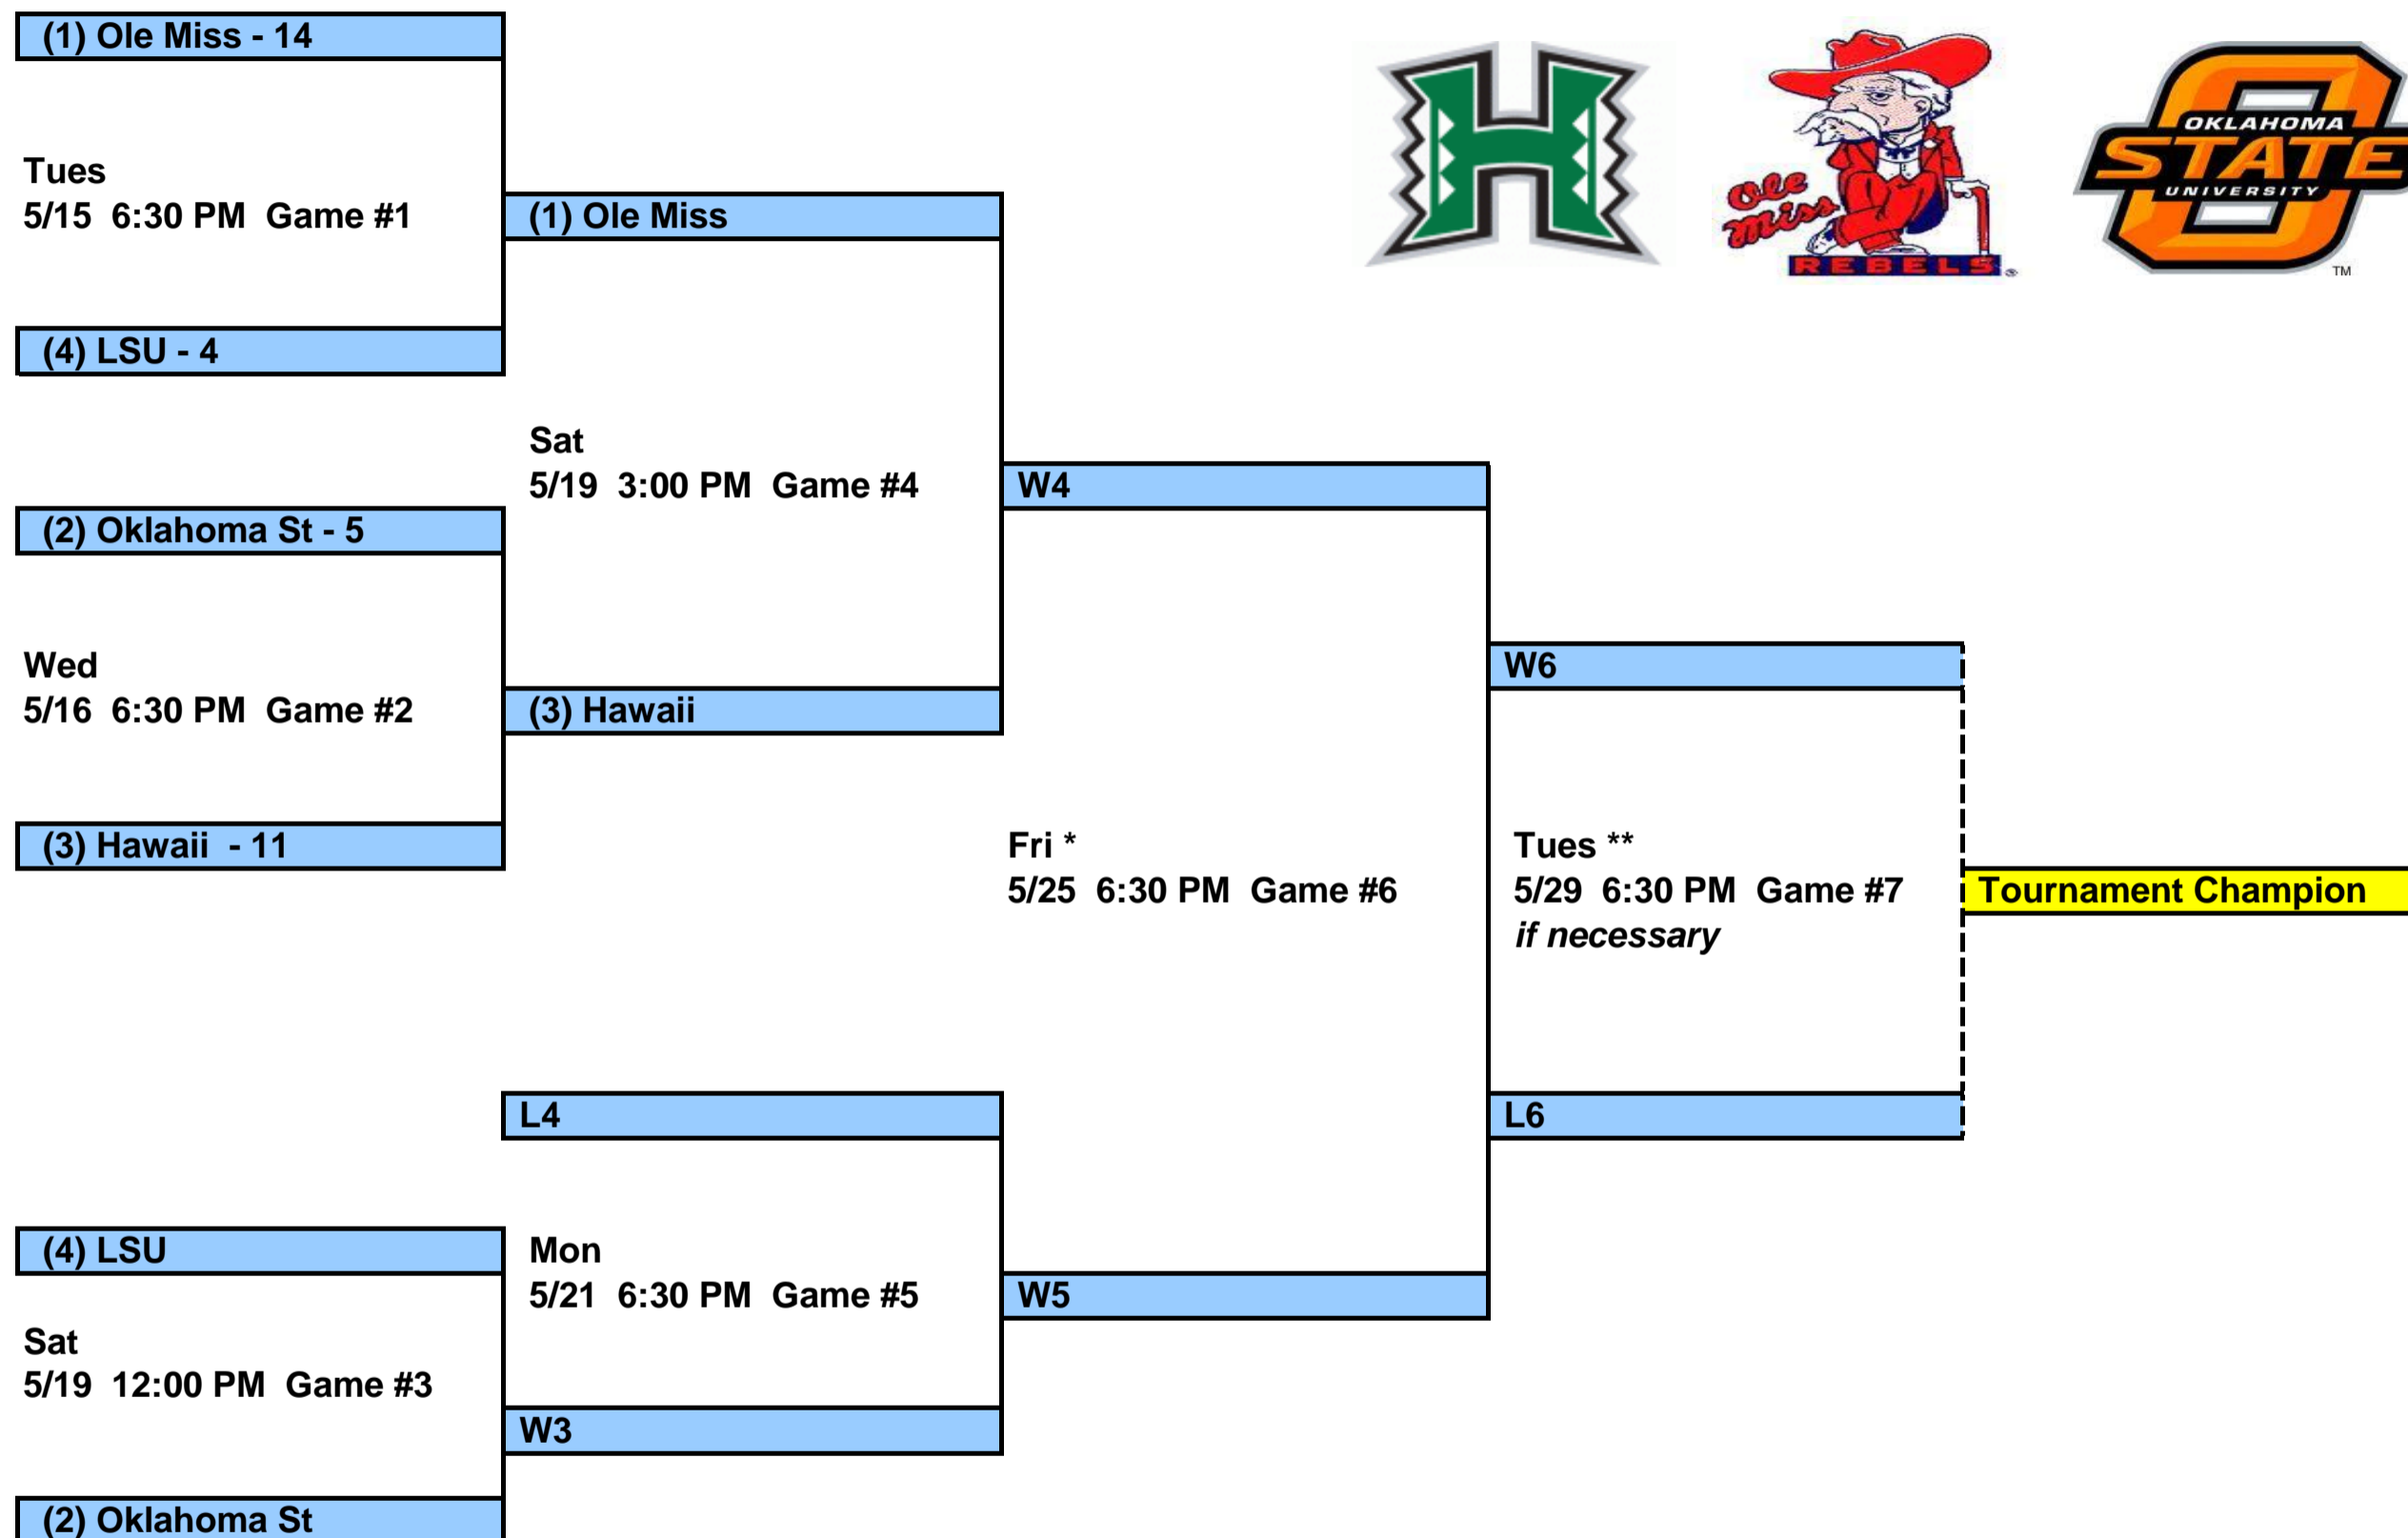 (1) Ole Miss - 14
OKLAHOMA
STATE
UNIVERSITY
TM
Ole
Miss
REBELS
®
Tues
5/15 6:30 PM Game #1
(1) Ole Miss
(4) LSU - 4
Sat
5/19 3:00 PM Game #4
W4
(2) Oklahoma St - 5
Wed
5/16 6:30 PM Game #2
W6
(3) Hawaii
(3) Hawaii - 11
Fri *
5/25 6:30 PM Game #6
Tues **
5/29 6:30 PM Game #7
if necessary
Tournament Champion
L4
L6
(4) LSU
Mon
5/21 6:30 PM Game #5
W5
Sat
5/19 12:00 PM Game #3
W3
(2) Oklahoma St